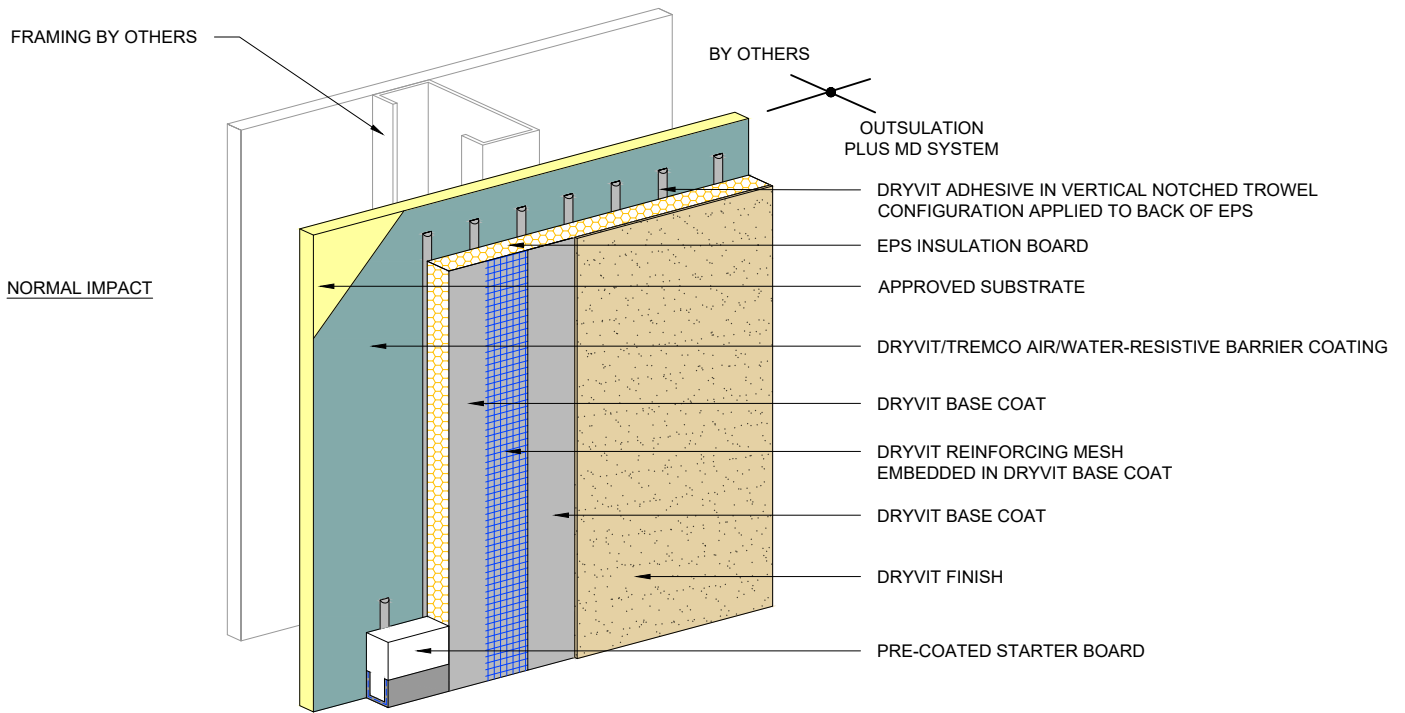 FRAMING BY OTHERS
BY OTHERS
OUTSULATION
PLUS MD SYSTEM
DRYVIT ADHESIVE IN VERTICAL NOTCHED TROWEL
CONFIGURATION APPLIED TO BACK OF EPS
EPS INSULATION BOARD
NORMAL IMPACT
APPROVED SUBSTRATE
DRYVIT/TREMCO AIR/WATER-RESISTIVE BARRIER COATING
DRYVIT BASE COAT
DRYVIT REINFORCING MESH
EMBEDDED IN DRYVIT BASE COAT
DRYVIT BASE COAT
DRYVIT FINISH
PRE-COATED STARTER BOARD